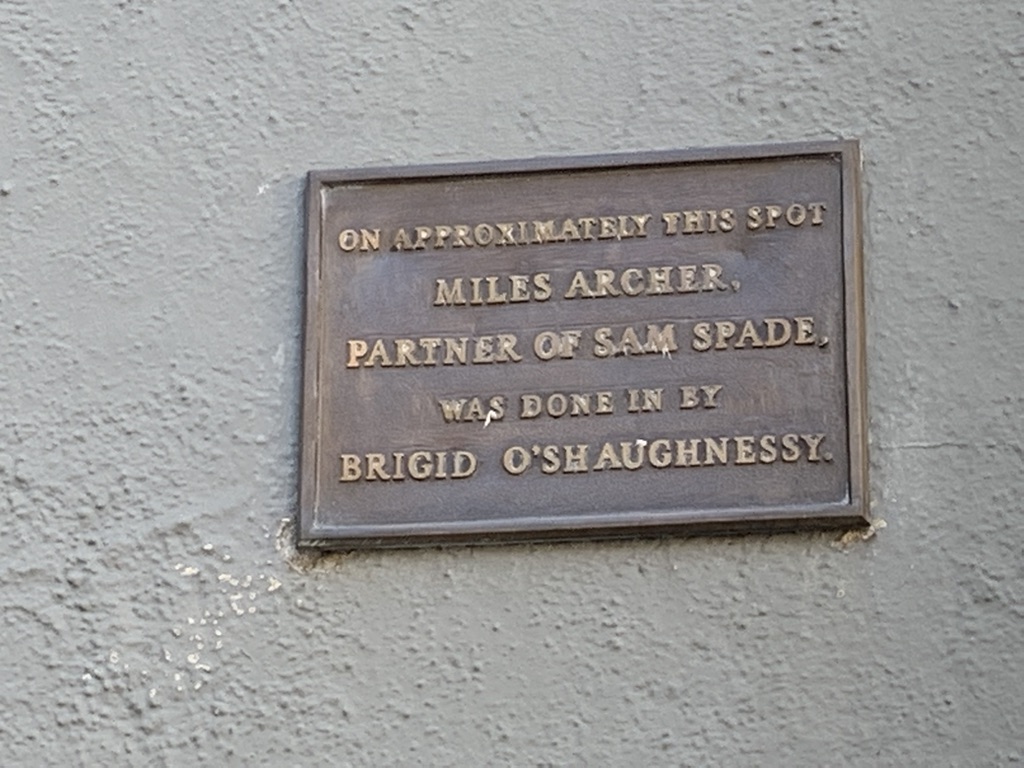 ON APPROXIMATELY THIS SPOT
MILES ARCHER,
PARTNER OF SAM SPADE,
WAS DONE IN BY
BRIGID O'SHAUGHNESSY.